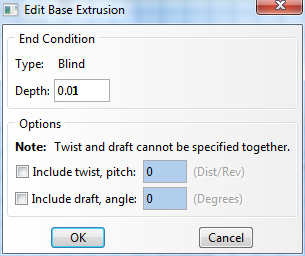 Edit Base Extrusion
End Condition
Type: Blind
Depth: 0.01
Options
Note: Twist and draft cannot be specified together.
Include twist, pitch: 0 (Dist/Rev)
Include draft, angle: 0 (Degrees)
OK Cancel